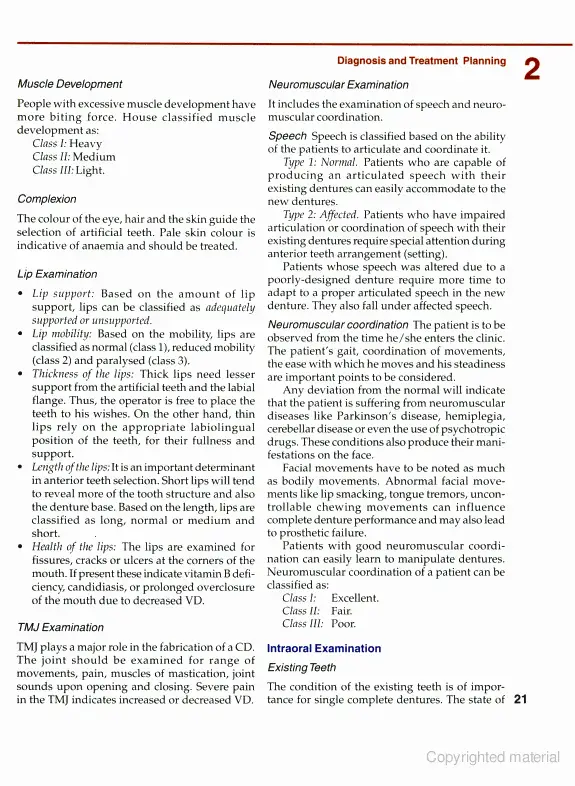 Diagnosis and Treatment Planning
2
Muscle Development
People with excessive muscle development have
more biting force. House classified muscle
development as:
Class I: Heavy
Class II: Medium
Class III: Light.
Complexion
The colour of the eye, hair and the skin guide the
selection of artificial teeth. Pale skin colour is
indicative of anaemia and should be treated.
Lip Examination
• Lip support: Based on the amount of lip
support, lips can be classified as adequately
supported or unsupported.
• Lip mobility: Based on the mobility, lips are
classified as normal (class 1), reduced mobility
(class 2) and paralysed (class 3).
• Thickness of the lips: Thick lips need lesser
support from the artificial teeth and the labial
flange. Thus, the operator is free to place the
teeth to his wishes. On the other hand, thin
lips rely on the appropriate labiolingual
position of the teeth, for their fullness and
support.
• Length of the lips: It is an important determinant
in anterior teeth selection. Short lips will tend
to reveal more of the tooth structure and also
the denture base. Based on the length, lips are
classified as long, normal or medium and
short.
• Health of the lips: The lips are examined for
fissures, cracks or ulcers at the corners of the
mouth. If present these indicate vitamin B defi-
ciency, candidiasis, or prolonged overclosure
of the mouth due to decreased VD.
TMJ Examination
TMJ plays a major role in the fabrication of a CD.
The joint should be examined for range of
movements, pain, muscles of mastication, joint
sounds upon opening and closing. Severe pain
in the TMJ indicates increased or decreased VD.
Neuromuscular Examination
It includes the examination of speech and neuro-
muscular coordination.
Speech Speech is classified based on the ability
of the patients to articulate and coordinate it.
Type 1: Normal. Patients who are capable of
producing an articulated speech with their
existing dentures can easily accommodate to the
new dentures.
Type 2: Affected. Patients who have impaired
articulation or coordination of speech with their
existing dentures require special attention during
anterior teeth arrangement (setting).
Patients whose speech was altered due to a
poorly-designed denture require more time to
adapt to a proper articulated speech in the new
denture. They also fall under affected speech.
Neuromuscular coordination The patient is to be
observed from the time he/she enters the clinic.
The patient's gait, coordination of movements,
the ease with which he moves and his steadiness
are important points to be considered.
Any deviation from the normal will indicate
that the patient is suffering from neuromuscular
diseases like Parkinson's disease, hemiplegia,
cerebellar disease or even the use of psychotropic
drugs. These conditions also produce their mani-
festations on the face.
Facial movements have to be noted as much
as bodily movements. Abnormal facial move-
ments like lip smacking, tongue tremors, uncon-
trollable chewing movements can influence
complete denture performance and may also lead
to prosthetic failure.
Patients with good neuromuscular coordi-
nation can easily learn to manipulate dentures.
Neuromuscular coordination of a patient can be
classified as:
Class I: Excellent.
Class II: Fair.
Class III: Poor.
Intraoral Examination
Existing Teeth
The condition of the existing teeth is of impor-
tance for single complete dentures. The state of
21
Copyrighted material